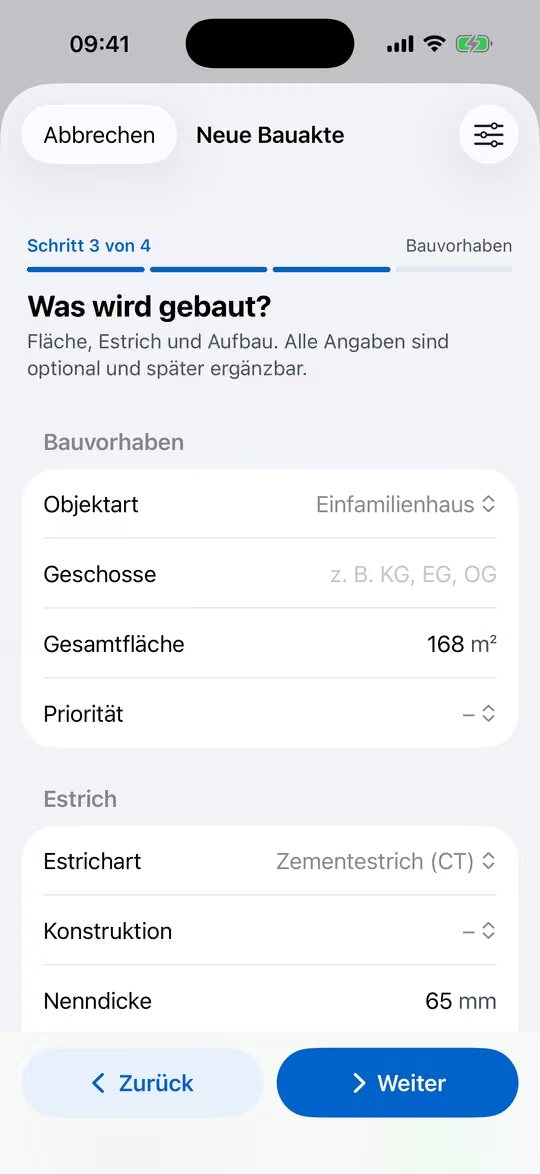 09:41
Abbrechen
Neue Bauakte
Schritt 3 von 4
Bauvorhaben
Was wird gebaut?
Fläche, Estrich und Aufbau. Alle Angaben sind
optional und später ergänzbar.
Bauvorhaben
Objektart Einfamilienhaus
Geschosse z. B. KG, EG, OG
Gesamtfläche 168 m²
Priorität –
Estrich
Estrichart Zementestrich (CT)
Konstruktion –
Nenndicke 65 mm
Zurück
Weiter